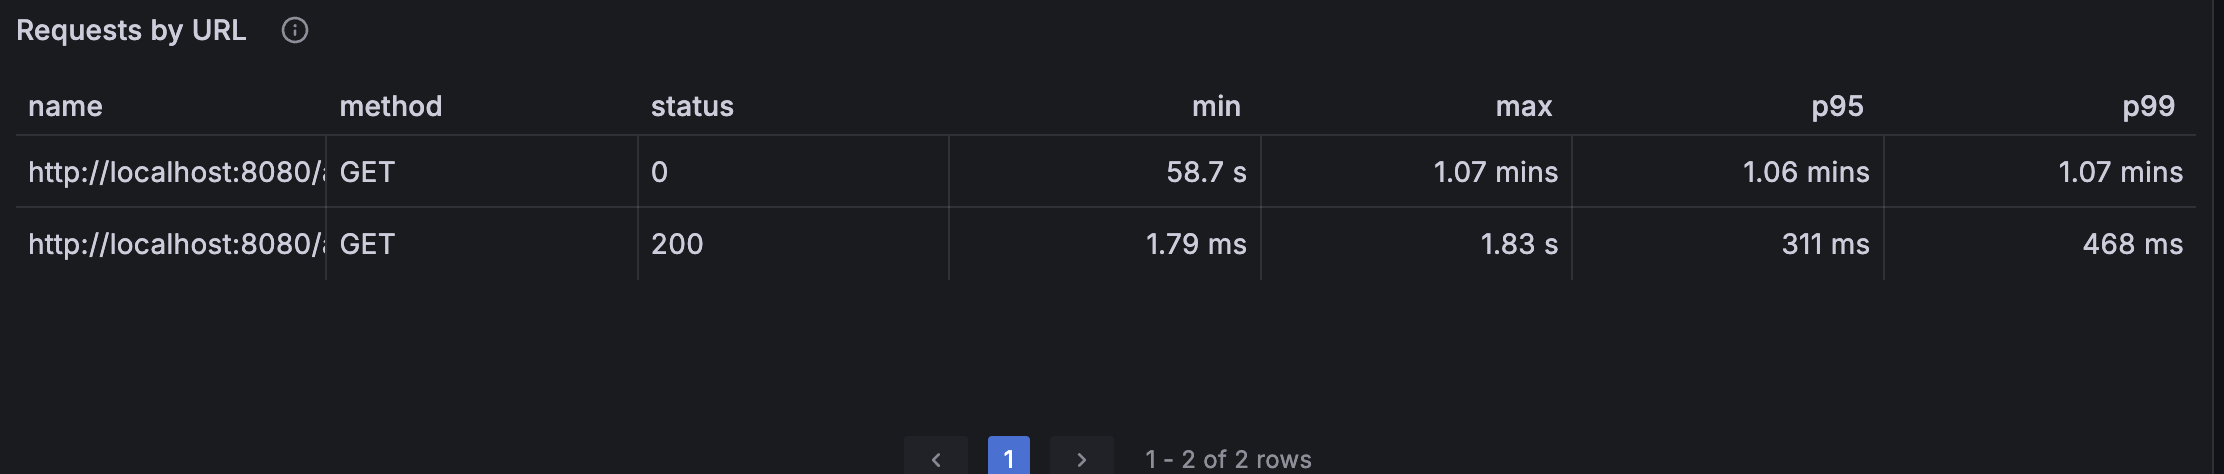 Requests by URL
name method status min max p95 p99
http://localhost:8080/ GET 0 58.7 s 1.07 mins 1.06 mins 1.07 mins
http://localhost:8080/ GET 200 1.79 ms 1.83 s 311 ms 468 ms
‹ 1 › 1 - 2 of 2 rows